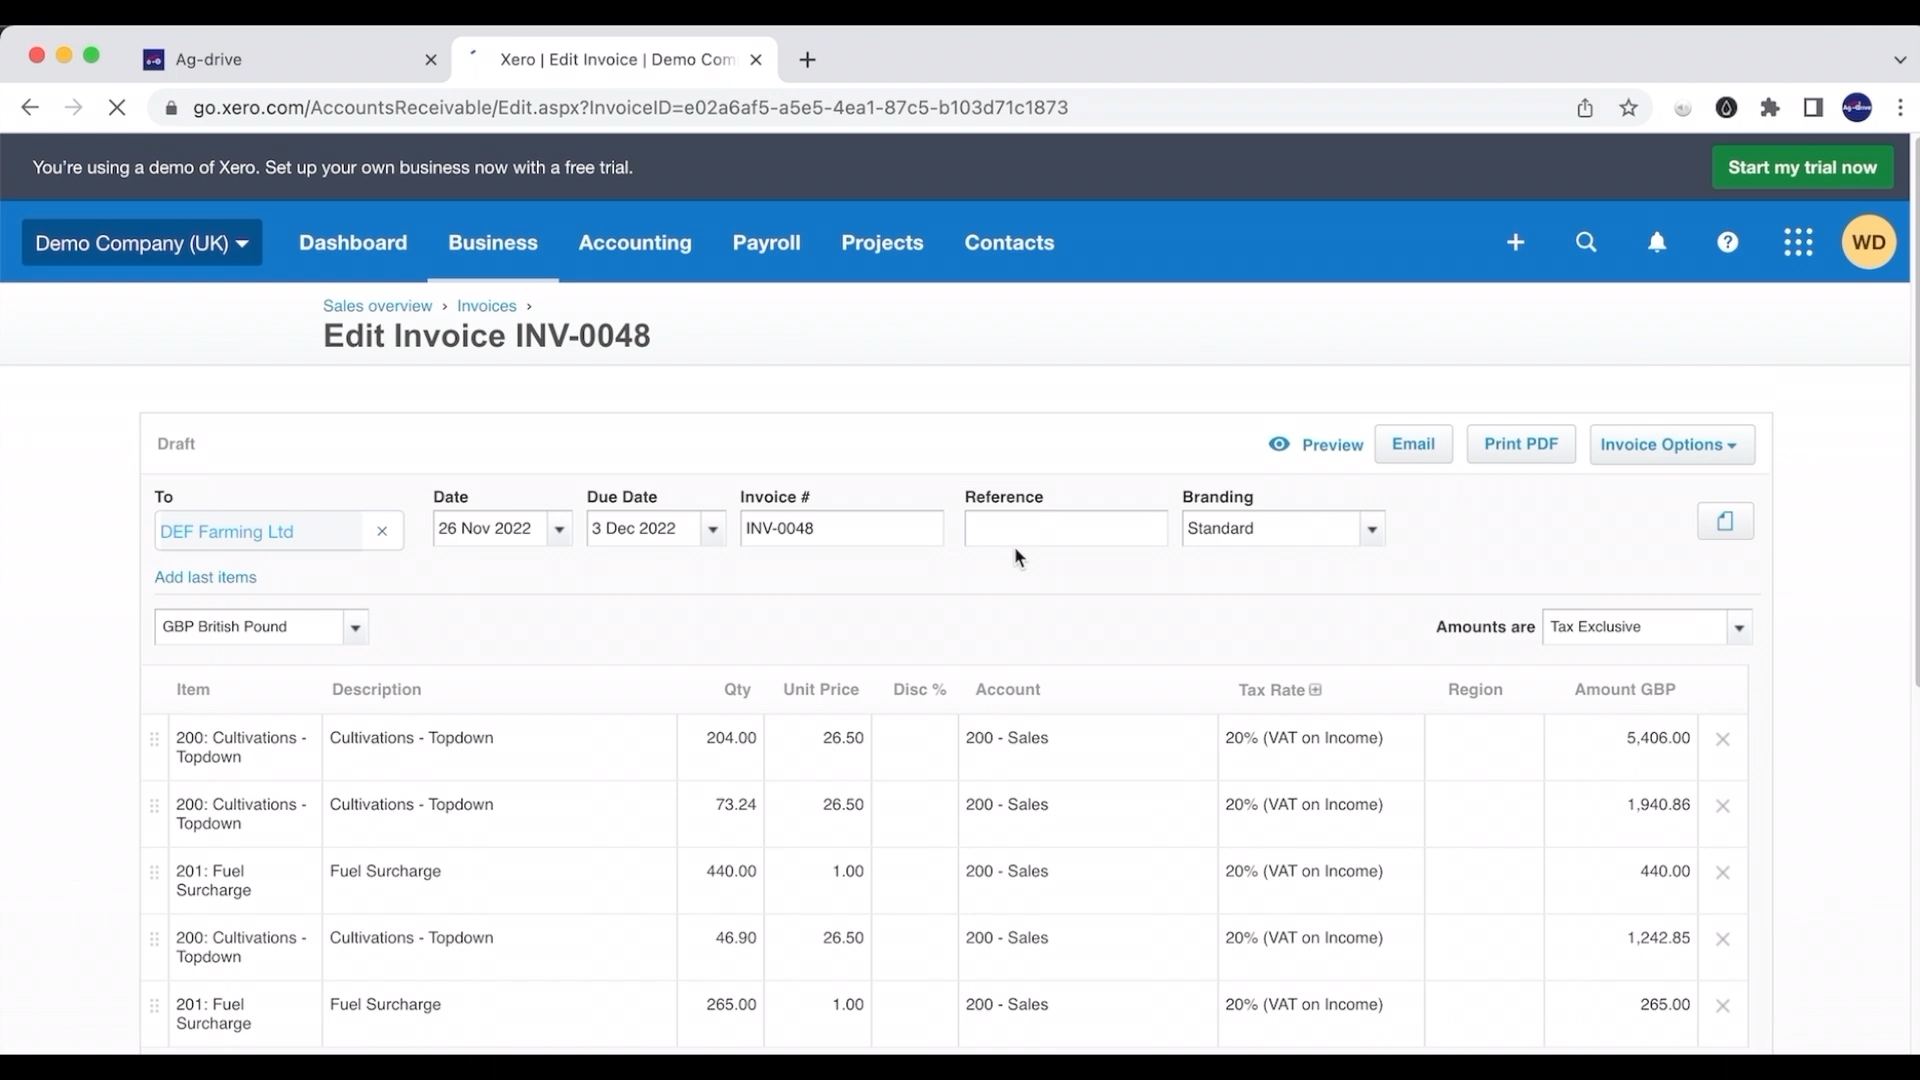 Ag-drive
Xero | Edit Invoice | Demo Com
go.xero.com/AccountsReceivable/Edit.aspx?InvoiceID=e02a6af5-a5e5-4ea1-87c5-b103d71c1873
You're using a demo of Xero. Set up your own business now with a free trial.
Start my trial now
Demo Company (UK) Dashboard Business Accounting Payroll Projects Contacts WD
Sales overview › Invoices ›
Edit Invoice INV-0048
Draft Preview Email Print PDF Invoice Options
To Date Due Date Invoice # Reference Branding
DEF Farming Ltd 26 Nov 2022 3 Dec 2022 INV-0048 Standard
Add last items
GBP British Pound Amounts are Tax Exclusive
Item Description Qty Unit Price Disc % Account Tax Rate Region Amount GBP
200: Cultivations - Cultivations - Topdown 204.00 26.50 200 - Sales 20% (VAT on Income) 5,406.00
Topdown
200: Cultivations - Cultivations - Topdown 73.24 26.50 200 - Sales 20% (VAT on Income) 1,940.86
Topdown
201: Fuel Fuel Surcharge 440.00 1.00 200 - Sales 20% (VAT on Income) 440.00
Surcharge
200: Cultivations - Cultivations - Topdown 46.90 26.50 200 - Sales 20% (VAT on Income) 1,242.85
Topdown
201: Fuel Fuel Surcharge 265.00 1.00 200 - Sales 20% (VAT on Income) 265.00
Surcharge